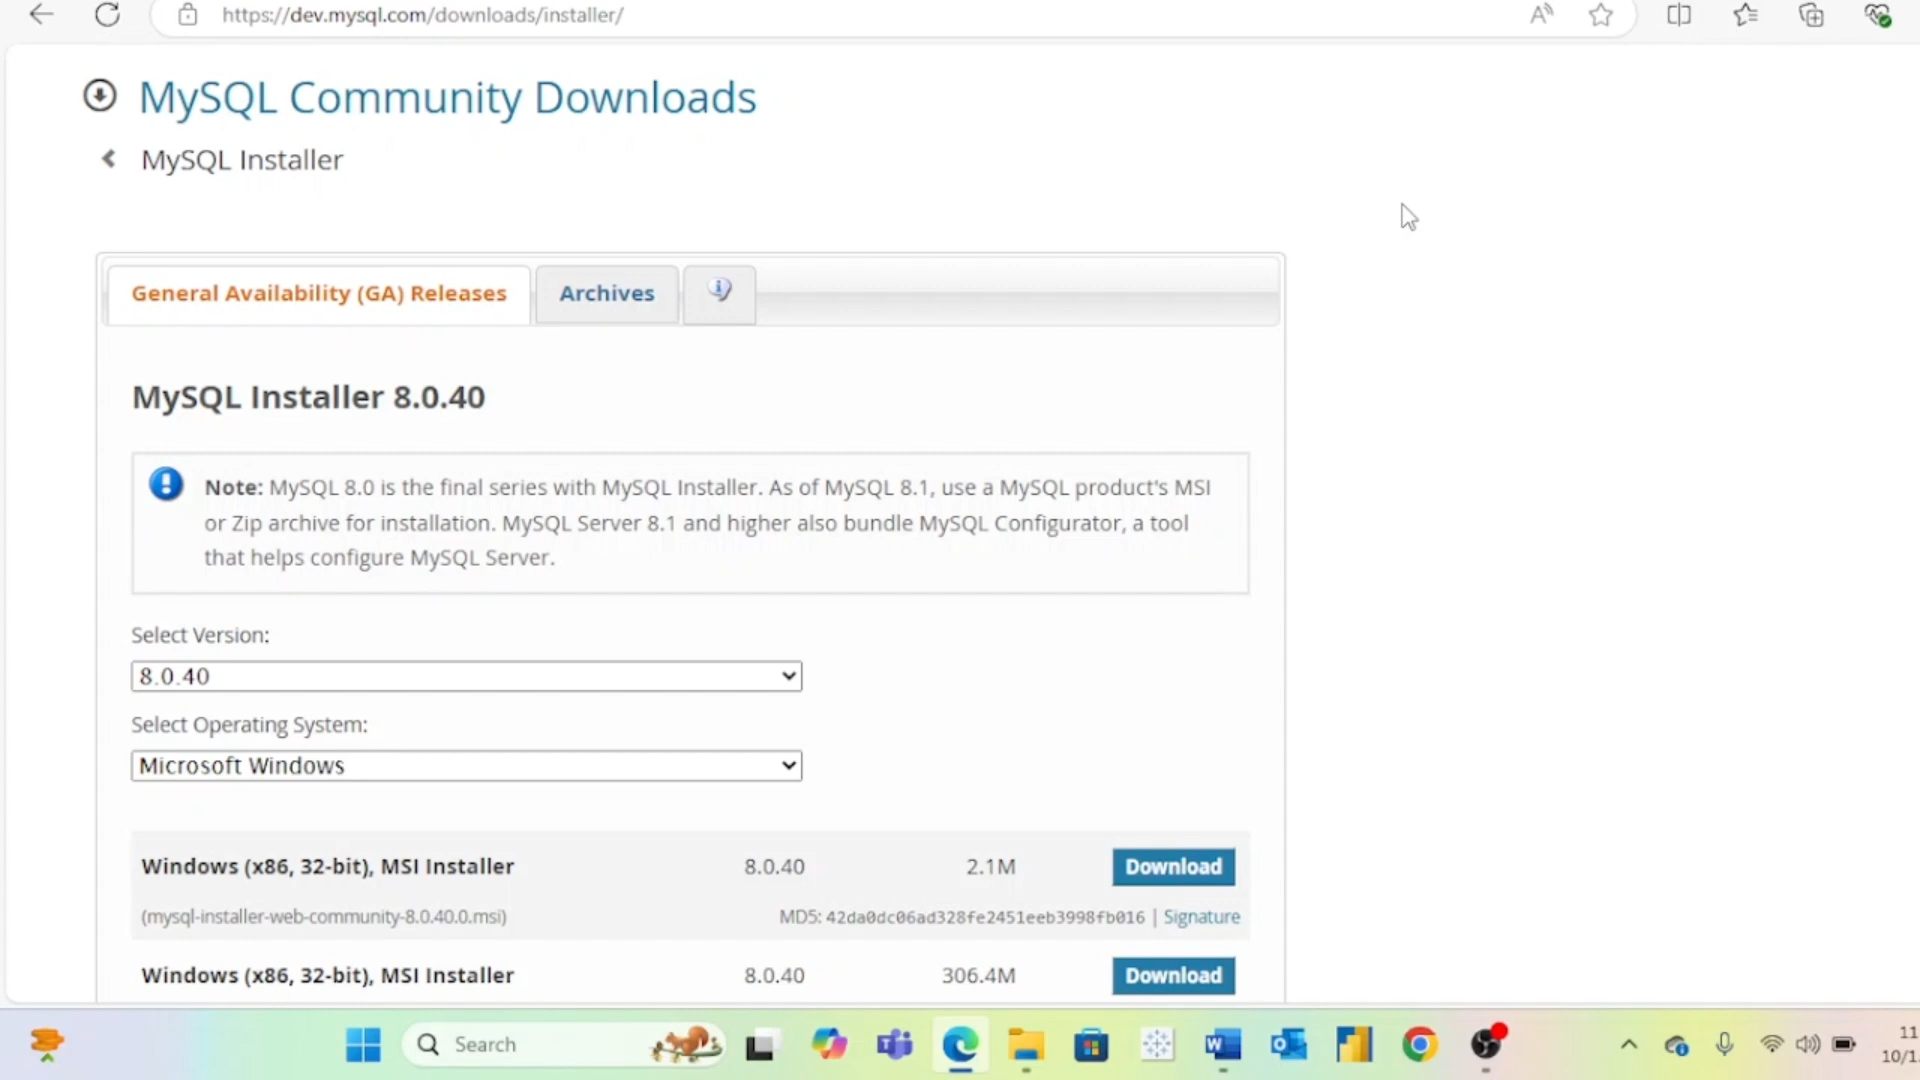 https://dev.mysql.com/downloads/installer/
MySQL Community Downloads
MySQL Installer
General Availability (GA) Releases
Archives
MySQL Installer 8.0.40
Note: MySQL 8.0 is the final series with MySQL Installer. As of MySQL 8.1, use a MySQL product's MSI
or Zip archive for installation. MySQL Server 8.1 and higher also bundle MySQL Configurator, a tool
that helps configure MySQL Server.
Select Version:
8.0.40
Select Operating System:
Microsoft Windows
Windows (x86, 32-bit), MSI Installer 8.0.40 2.1M Download
(mysql-installer-web-community-8.0.40.0.msi) MD5: 42da0dc06ad328fe2451eeb3998fb016 | Signature
Windows (x86, 32-bit), MSI Installer 8.0.40 306.4M Download
Search
11
10/1